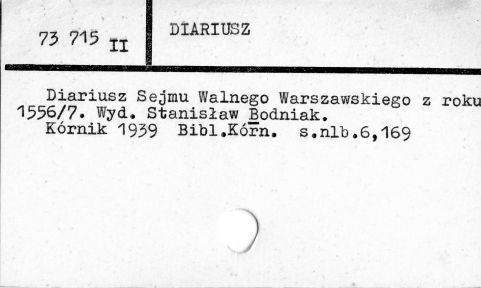 73 715 II
DIARIUSZ
Diariusz Sejmu Walnego Warszawskiego z roku
1556/7. Wyd. Stanisław Bodniak.
Kórnik 1939 Bibl.Kórn. s.nlb.6,169